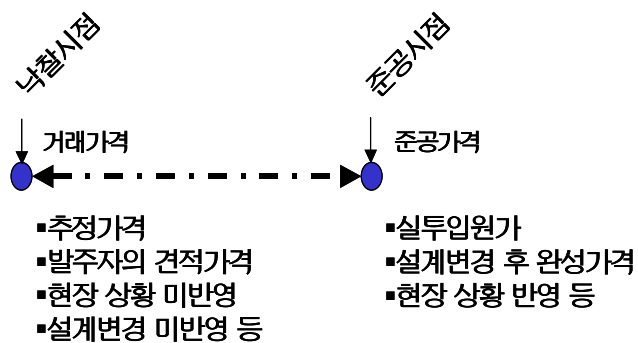 낙찰시점
준공시점
거래가격
준공가격
▪추정가격
▪발주자의 견적가격
▪현장 상황 미반영
▪설계변경 미반영 등
▪실투입원가
▪설계변경 후 완성가격
▪현장 상황 반영 등